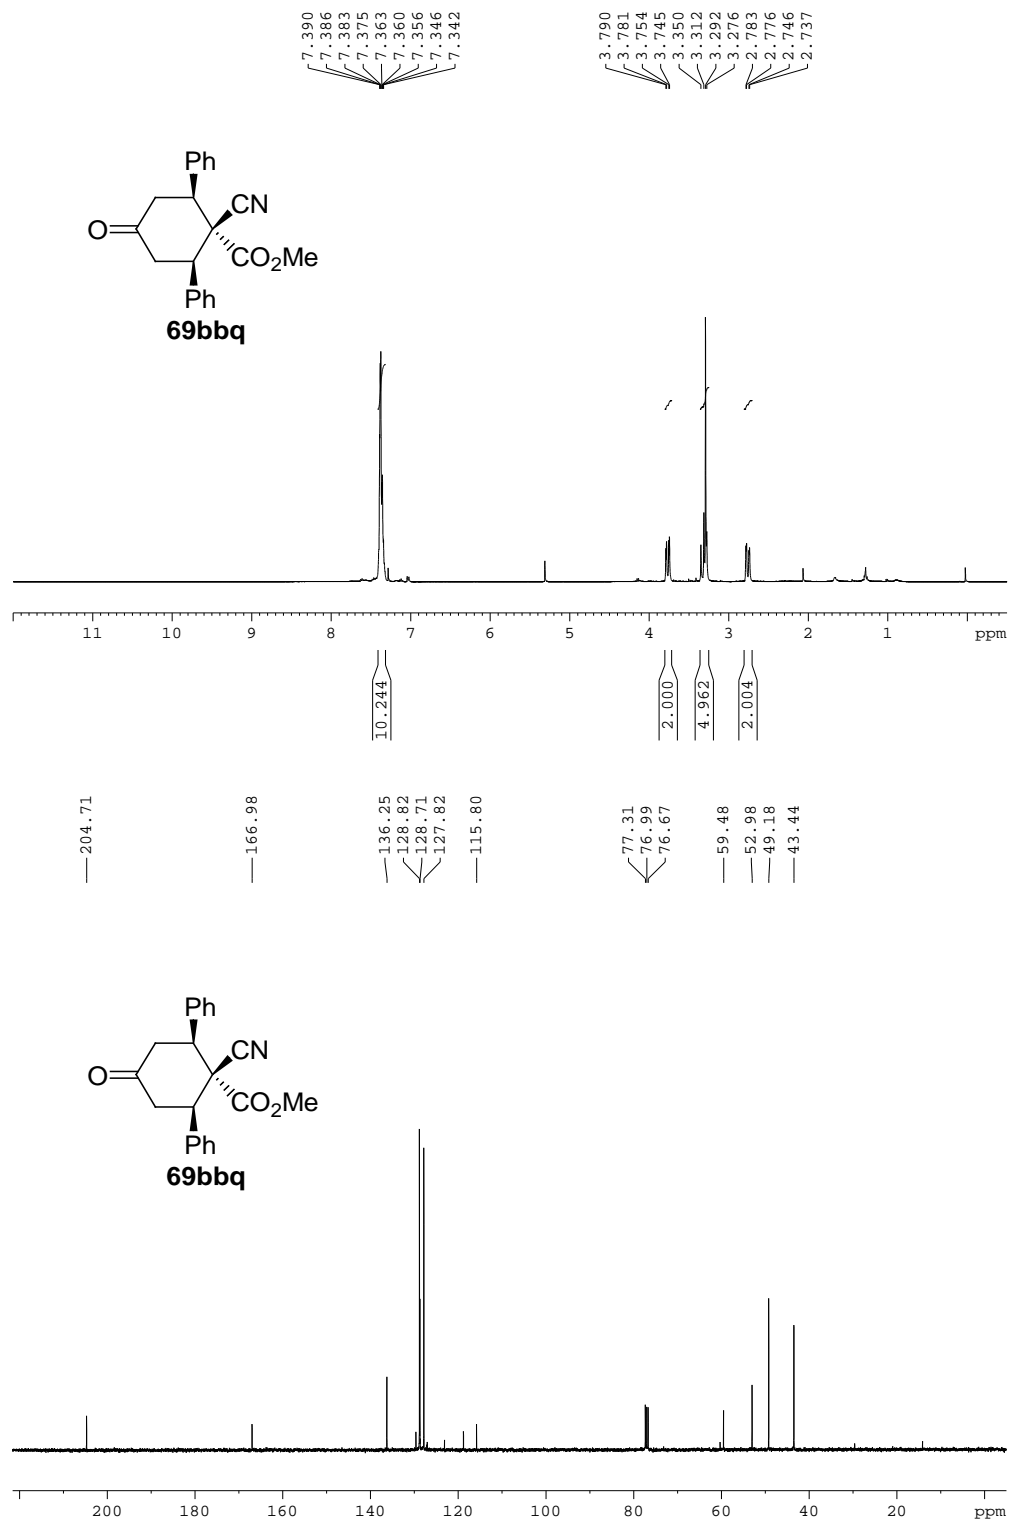 7.390
7.386
7.383
7.375
7.363
7.360
7.356
7.346
7.342
3.790
3.781
3.754
3.745
3.350
3.312
3.292
3.276
2.783
2.776
2.746
2.737
Ph
CN
O
CO2Me
Ph
69bbq
11 10 9 8 7 6 5 4 3 2 1 ppm
10.244
2.000
4.962
2.004
204.71
166.98
136.25
128.82
128.71
127.82
115.80
77.31
76.99
76.67
59.48
52.98
49.18
43.44
Ph
CN
O
CO2Me
Ph
69bbq
200 180 160 140 120 100 80 60 40 20 ppm